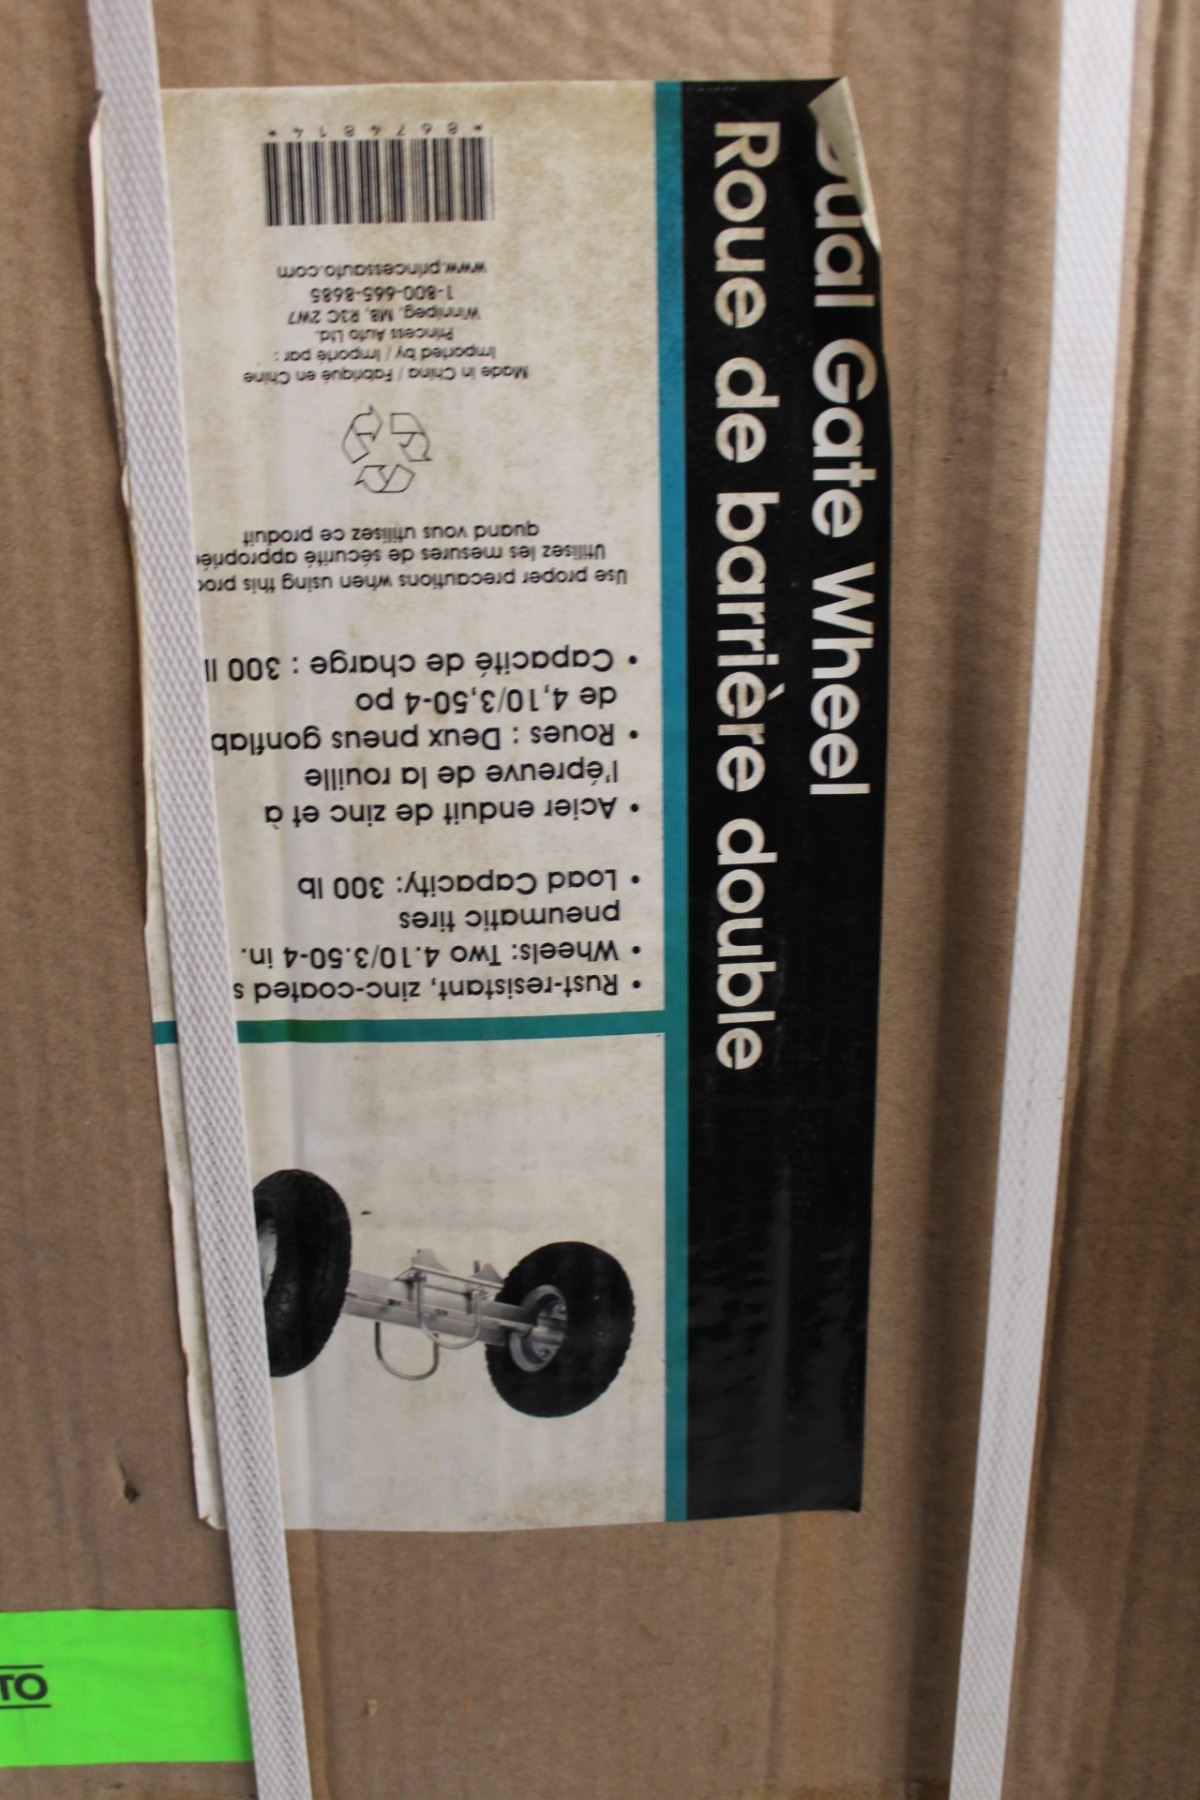 Dual Gate Wheel
Roue de barrière double
• Rust-resistant, zinc-coated
• Wheels: Two 4.10/3.50-4 in.
pneumatic tires
• Load Capacity: 300 lb
• Acier enduit de zinc et à
l'épreuve de la rouille
• Roues : Deux pneus gonflab
de 4,10/3,50-4 po
• Capacité de charge : 300 l
Use proper precautions when using this
Utilisez les mesures de sécurité approprié
quand vous utilisez ce produit
Made in China / Fabriqué en Chine
Imported by / Importé par :
Princess Auto Ltd.
Winnipeg, MB, R3C 2W7
1-800-665-8685
www.princessauto.com
*8674814*
TO